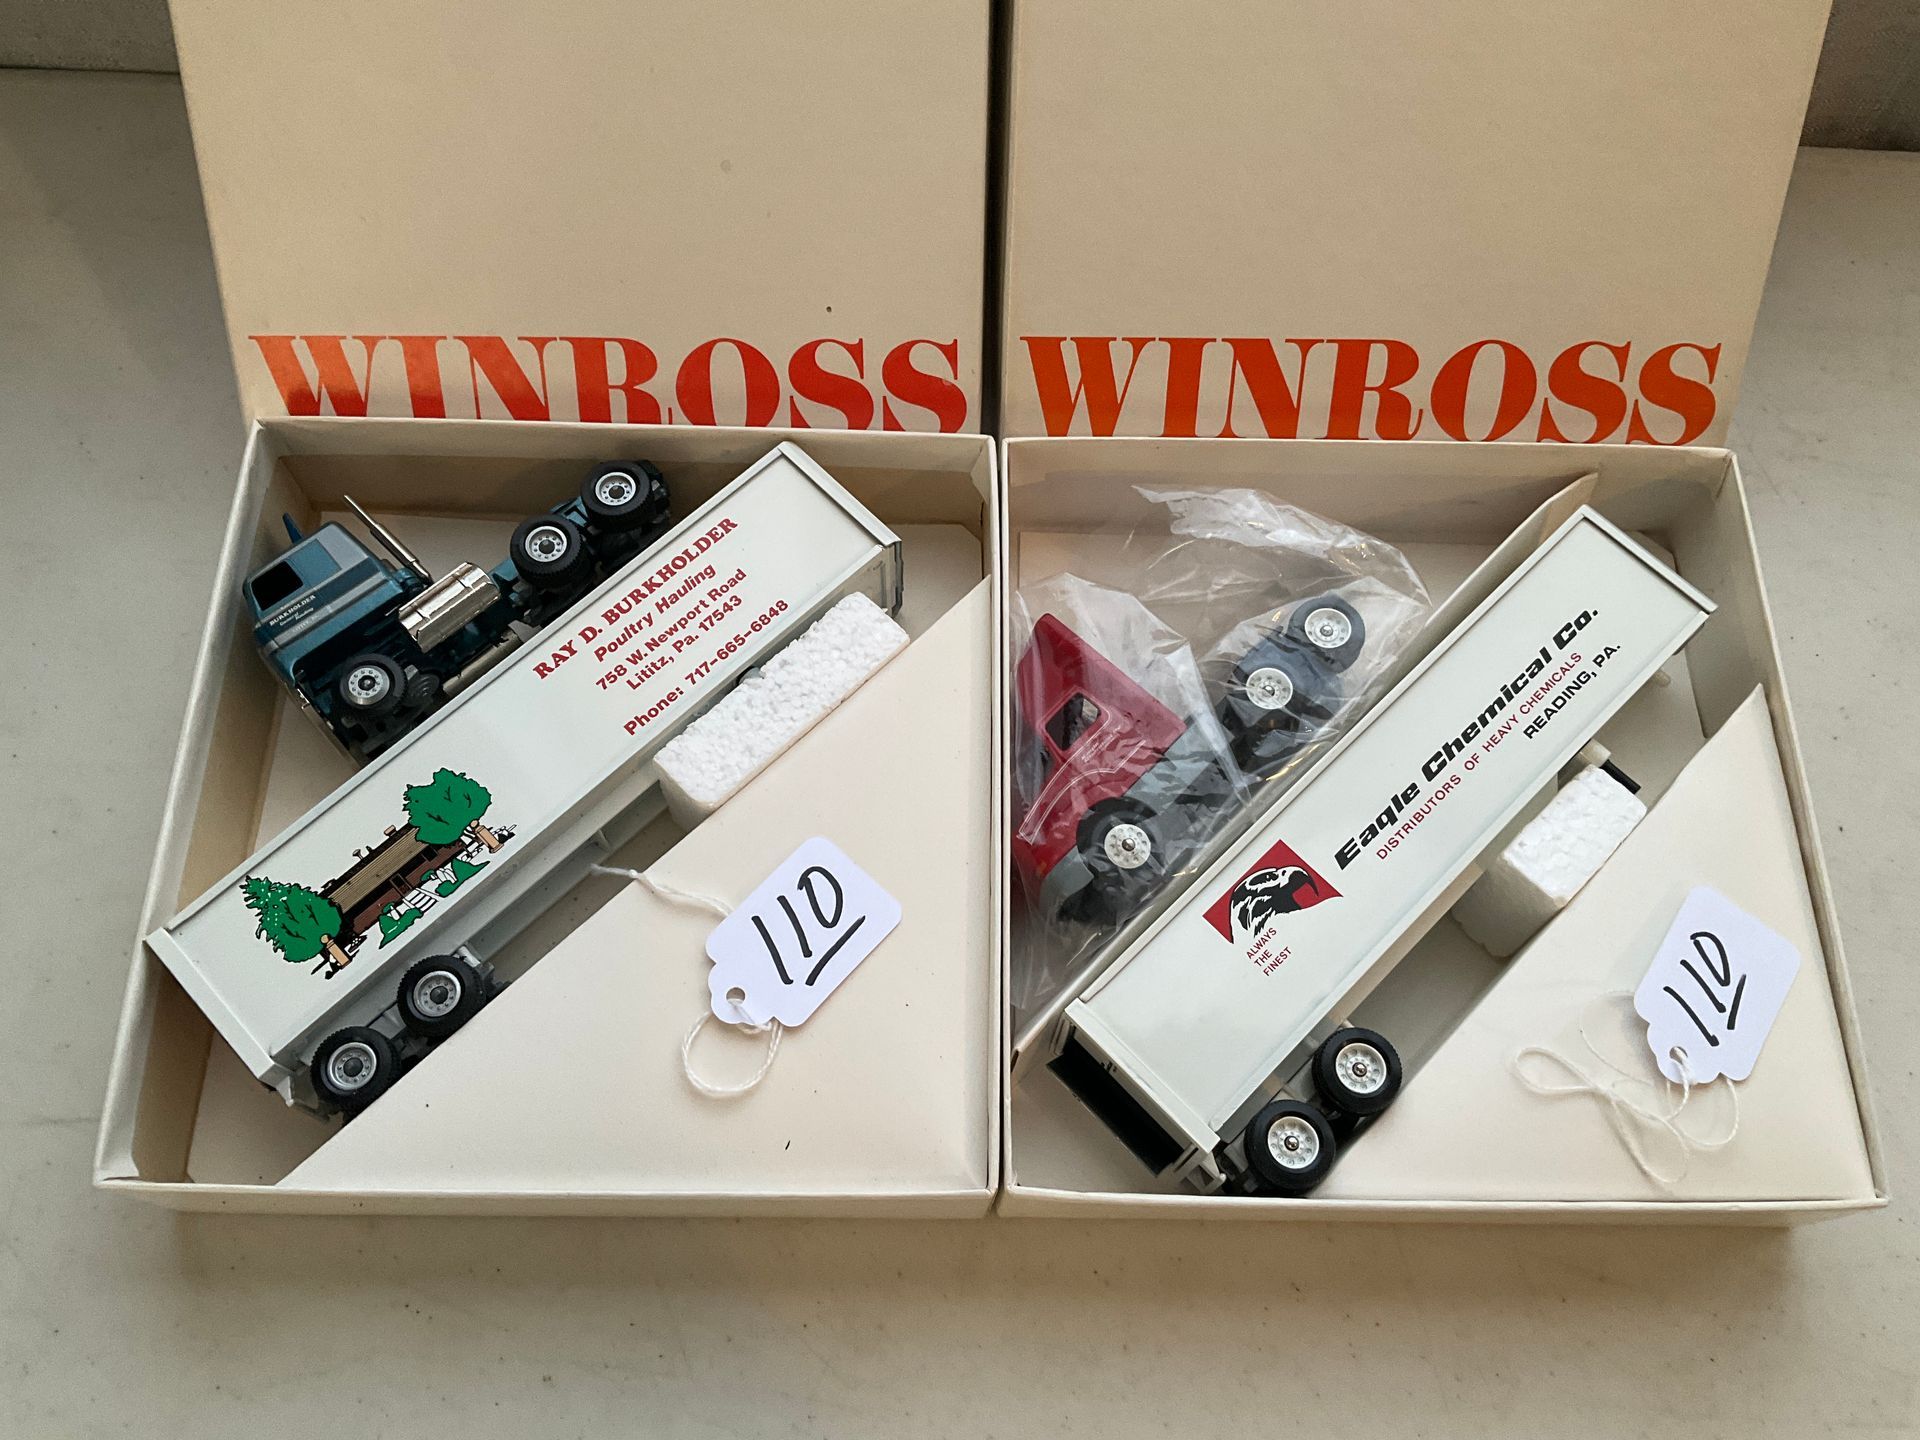 WINROSS
WINROSS
BURKHOLDER
RAY D. BURKHOLDER
Poultry Hauling
758 W. Newport Road
Lititz, Pa. 17543
Phone: 717-665-6848
110
Eagle Chemical Co.
DISTRIBUTORS OF HEAVY CHEMICALS
READING, PA.
ALWAYS
THE
FINEST
110